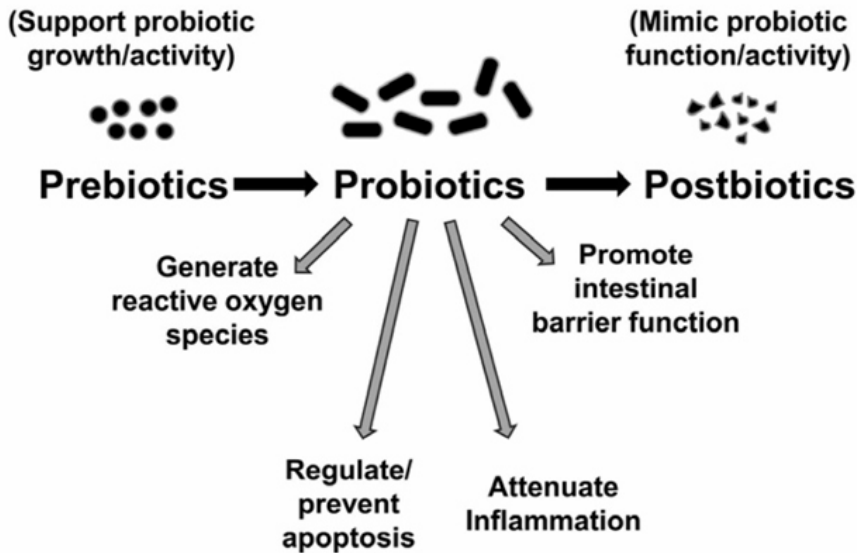 (Support probiotic
growth/activity)
(Mimic probiotic
function/activity)
Prebiotics
Probiotics
Postbiotics
Generate
reactive oxygen
species
Promote
intestinal
barrier function
Regulate/
prevent
apoptosis
Attenuate
Inflammation